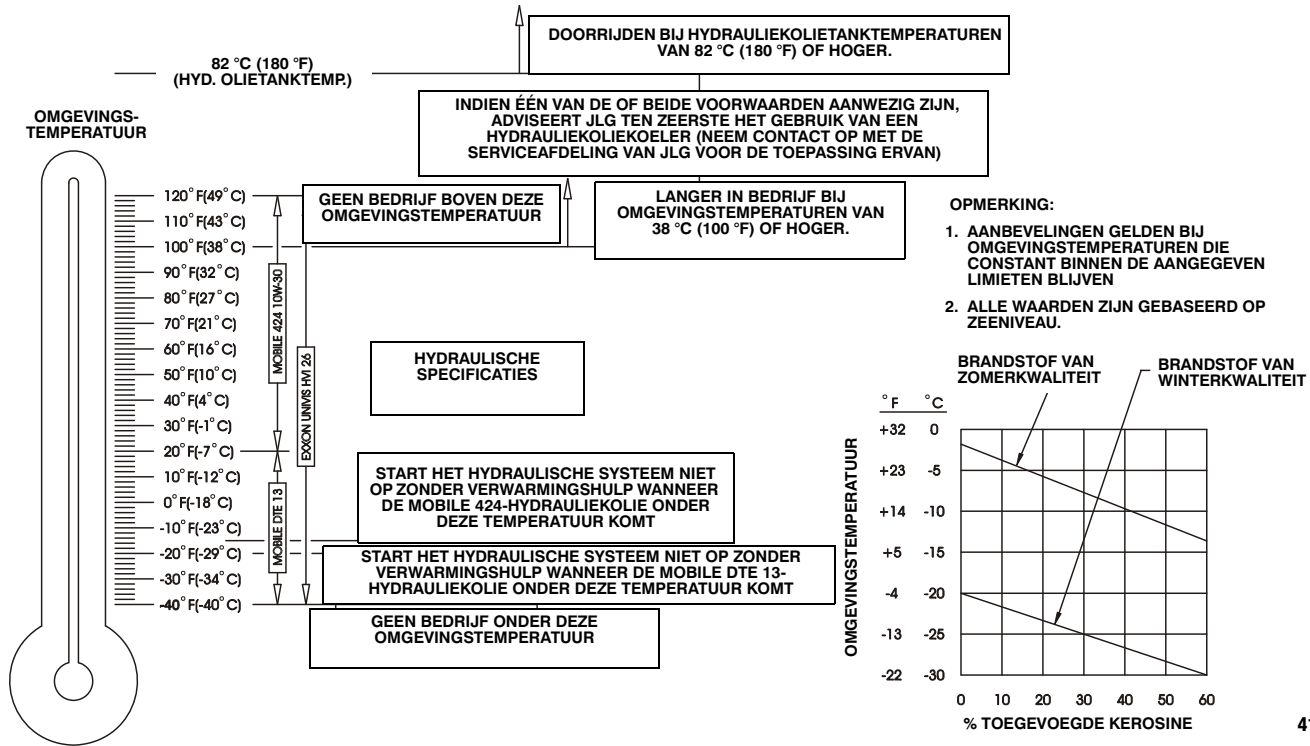 DOORRIJDEN BIJ HYDRAULIEKOLIETANKTEMPERATUREN
VAN 82 °C (180 °F) OF HOGER.
82 °C (180 °F)
(HYD. OLIETANKTEMP.)
INDIEN ÉÉN VAN DE OF BEIDE VOORWAARDEN AANWEZIG ZIJN,
ADVISEERT JLG TEN ZEERSTE HET GEBRUIK VAN EEN
HYDRAULIEKOLIEKOELER (NEEM CONTACT OP MET DE
SERVICEAFDELING VAN JLG VOOR DE TOEPASSING ERVAN)
OMGEVINGS-
TEMPERATUUR
120°F(49°C)
110°F(43°C)
100°F(38°C)
90°F(32°C)
80°F(27°C)
70°F(21°C)
60°F(16°C)
50°F(10°C)
40°F(4°C)
30°F(-1°C)
20°F(-7°C)
10°F(-12°C)
0°F(-18°C)
-10°F(-23°C)
-20°F(-29°C)
-30°F(-34°C)
-40°F(-40°C)
MOBILE 424 10W-30
MOBILE DTE 13
EXXON UNIVIS HVI 26
GEEN BEDRIJF BOVEN DEZE
OMGEVINGSTEMPERATUUR
LANGER IN BEDRIJF BIJ
OMGEVINGSTEMPERATUREN VAN
38 °C (100 °F) OF HOGER.
HYDRAULISCHE
SPECIFICATIES
START HET HYDRAULISCHE SYSTEEM NIET
OP ZONDER VERWARMINGSHULP WANNEER
DE MOBILE 424-HYDRAULIEKOLIE ONDER
DEZE TEMPERATUUR KOMT
START HET HYDRAULISCHE SYSTEEM NIET OP ZONDER
VERWARMINGSHULP WANNEER DE MOBILE DTE 13-
HYDRAULIEKOLIE ONDER DEZE TEMPERATUUR KOMT
GEEN BEDRIJF ONDER DEZE
OMGEVINGSTEMPERATUUR
OPMERKING:
1. AANBEVELINGEN GELDEN BIJ
OMGEVINGSTEMPERATUREN DIE
CONSTANT BINNEN DE AANGEGEVEN
LIMIETEN BLIJVEN
2. ALLE WAARDEN ZIJN GEBASEERD OP
ZEENIVEAU.
BRANDSTOF VAN
ZOMERKWALITEIT
BRANDSTOF VAN
WINTERKWALITEIT
°F °C
+32 0
+23 -5
+14 -10
+5 -15
-4 -20
-13 -25
-22 -30
OMGEVINGSTEMPERATUUR
0 10 20 30 40 50 60
% TOEGEVOEGDE KEROSINE